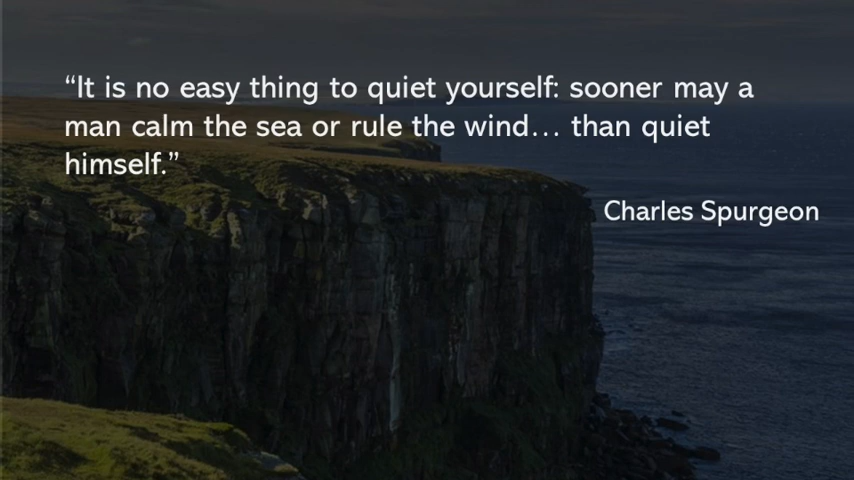 “It is no easy thing to quiet yourself: sooner may a
man calm the sea or rule the wind… than quiet
himself.”
Charles Spurgeon